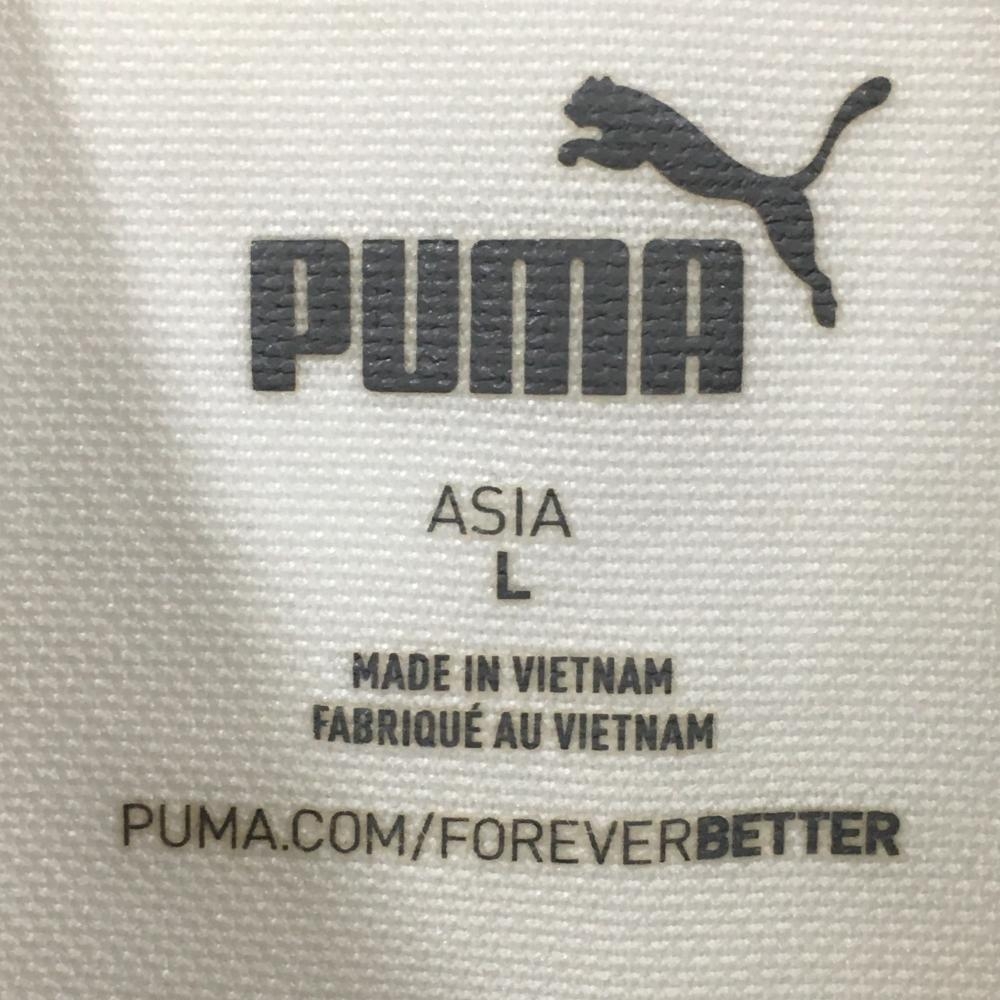 PUMA
ASIA
L
MADE IN VIETNAM
FABRIQUÉ AU VIETNAM
PUMA.COM/FOREVERBETTER